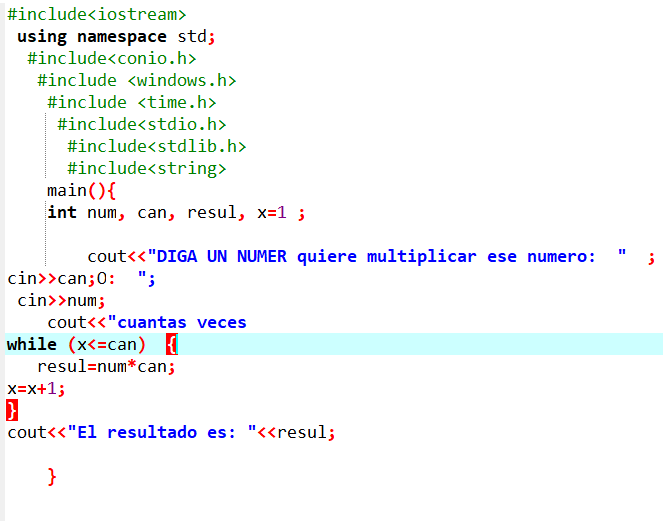 #include<iostream>
using namespace std;
#include<conio.h>
#include <windows.h>
#include <time.h>
#include<stdio.h>
#include<stdlib.h>
#include<string>
main(){
int num, can, resul, x=1 ;
cout<<"DIGA UN NUMER quiere multiplicar ese numero:  "  ;
cin>>can;O:  ";
cin>>num;
cout<<"cuantas veces
while (x<=can)  {
resul=num*can;
x=x+1;
}
cout<<"El resultado es: "<<resul;
}